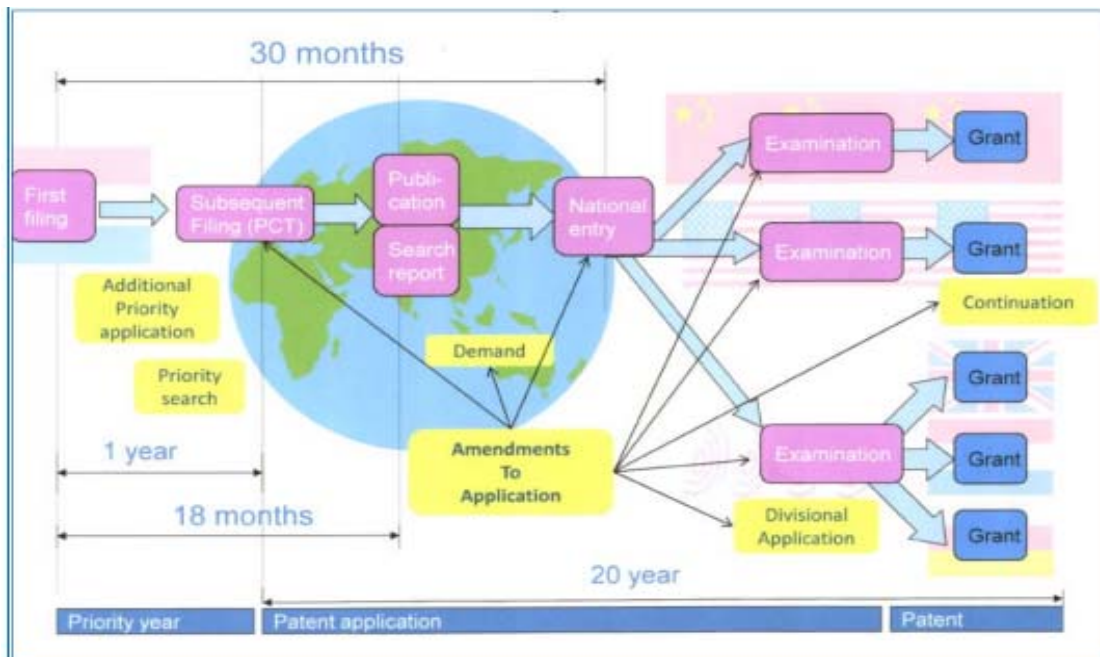 30 months
First
filing
Subsequent
Filing (PCT)
Publi-
cation
Search
report
National
entry
Examination
Grant
Examination
Grant
Continuation
Additional
Priority
application
Priority
search
Demand
Amendments
To
Application
Examination
Grant
Grant
Grant
Divisional
Application
1 year
18 months
20 year
Priority year
Patent application
Patent